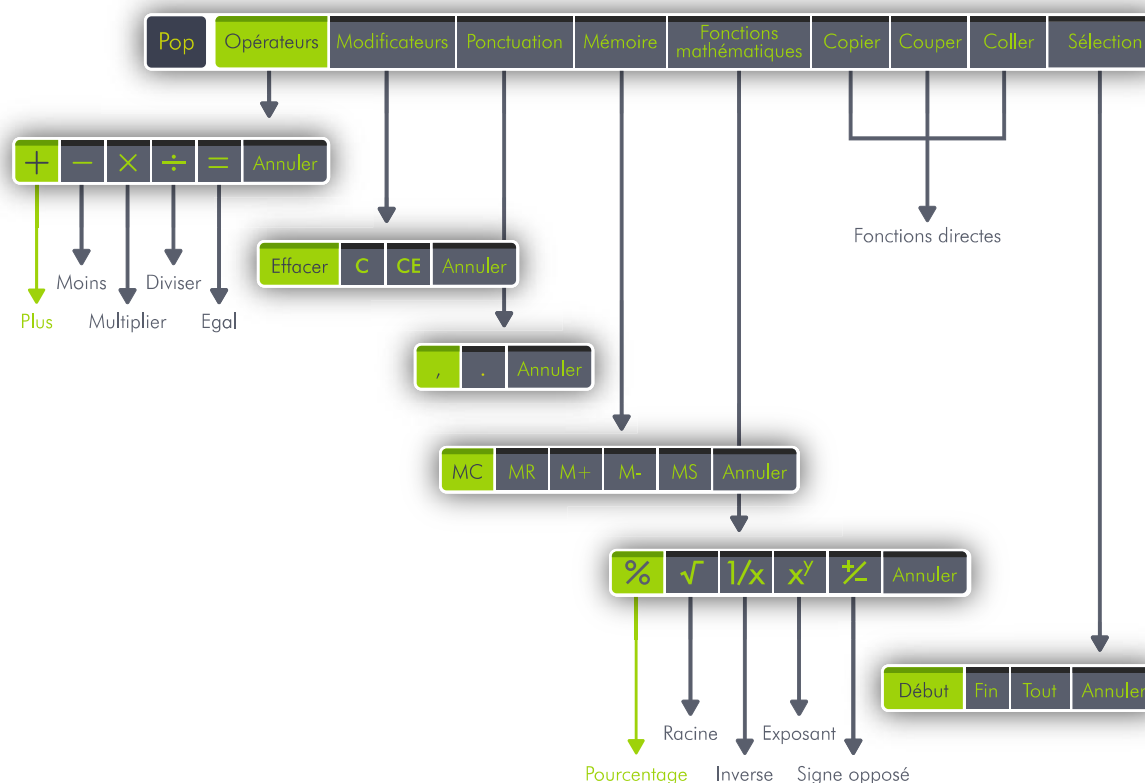 Pop Opérateurs Modificateurs Ponctuation Mémoire Fonctions mathématiques Copier Couper Coller Sélection
+ − × ÷ = Annuler
Plus
Moins
Multiplier
Diviser
Egal
Effacer C CE Annuler
Fonctions directes
, . Annuler
MC MR M+ M- MS Annuler
% √ 1/x xʸ +/− Annuler
Pourcentage
Racine
Inverse
Exposant
Signe opposé
Début Fin Tout Annuler